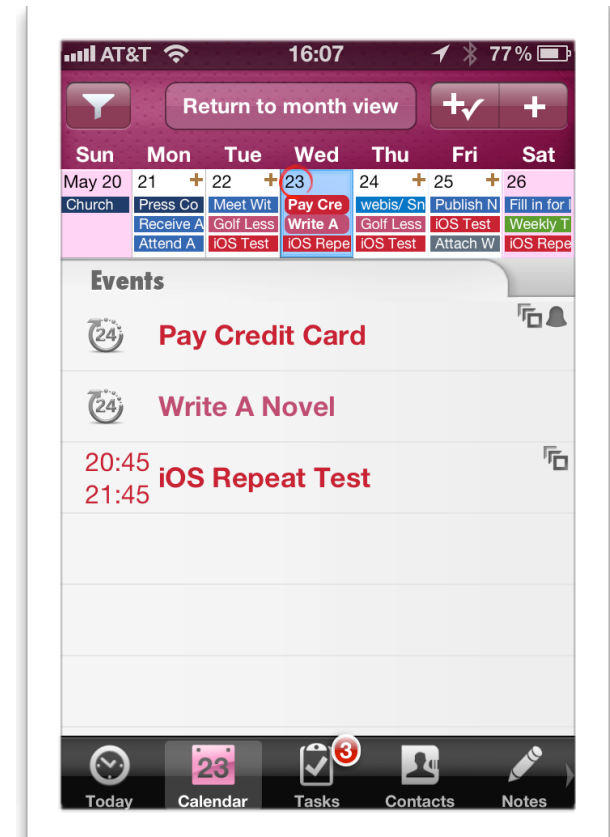 AT&T 16:07 77%
Return to month view
Sun Mon Tue Wed Thu Fri Sat
May 20 21 + 22 + 23 24 + 25 + 26
Church Press Co Meet Wit Pay Cre webis/ Sn Publish N Fill in for I
Receive A Golf Less Write A Golf Less iOS Test Weekly T
Attend A iOS Test iOS Repe iOS Test Attach W iOS Repe
Events
24 Pay Credit Card
24 Write A Novel
20:45
iOS Repeat Test
21:45
23 3
Today Calendar Tasks Contacts Notes